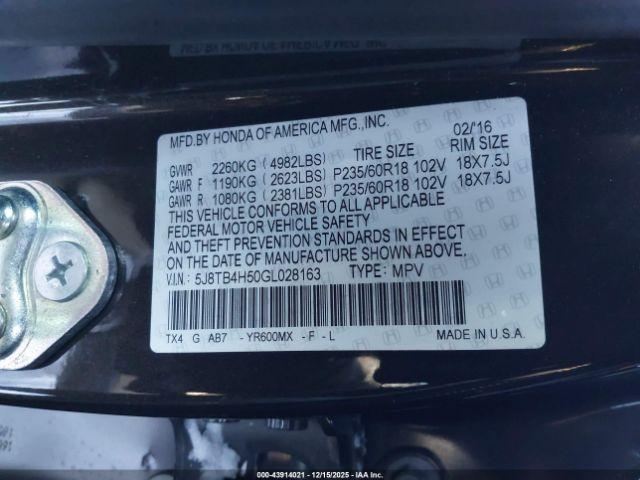 MFD.BY HONDA OF AMERICA MFG.,INC. 02/'16
TIRE SIZE RIM SIZE
GVWR 2260KG ( 4982LBS)
GAWR F 1190KG ( 2623LBS) P235/60R18 102V 18X7.5J
GAWR R 1080KG ( 2381LBS) P235/60R18 102V 18X7.5J
THIS VEHICLE CONFORMS TO ALL APPLICABLE
FEDERAL MOTOR VEHICLE SAFETY
AND THEFT PREVENTION STANDARDS IN EFFECT
ON THE DATE OF MANUFACTURE SHOWN ABOVE.
V.I.N: 5J8TB4H50GL028163 TYPE: MPV
TX4 G AB7 - YR600MX - F - L MADE IN U.S.A.
000-43914021 - 12/15/2025 - IAAI